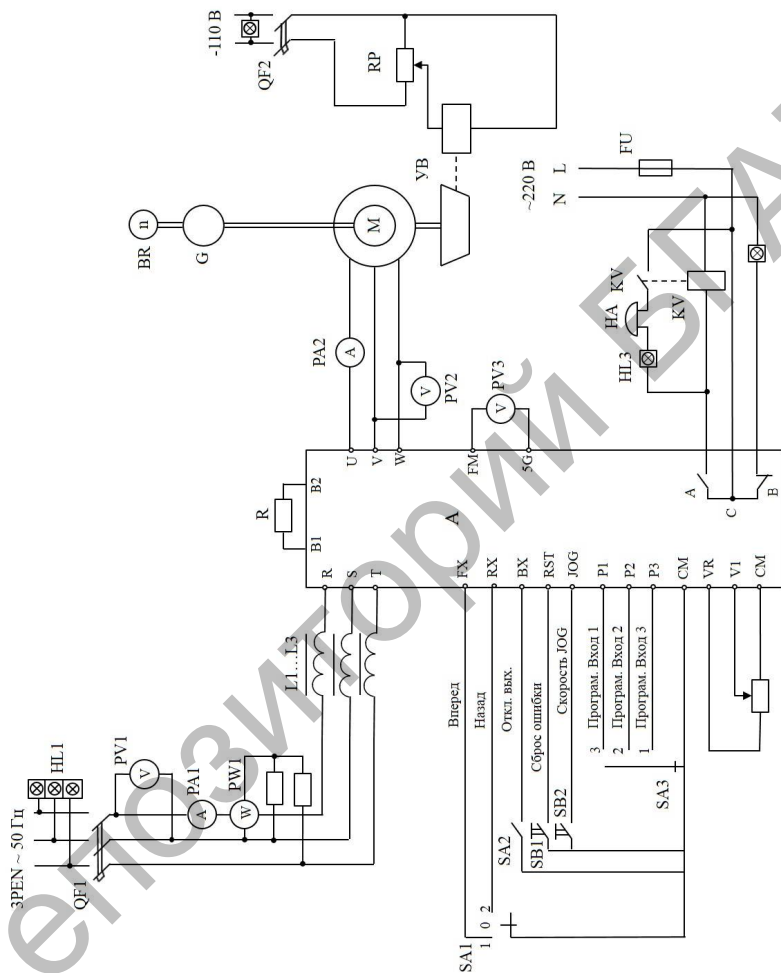 3PEN ~ 50 Гц
HL1
QF1
PV1
V
PA1
A
PW1
W
L1…L3
R
S
T
R
B1
B2
A
U
V
W
PA2
A
PV2
V
FM
5G
PV3
V
BR
n
G
M
УВ
-110 В
QF2
RP
~220 В
N
L
FU
HL3
HA
KV
KV
A
C
B
SA1
1 0 2
Вперед
FX
Назад
RX
SA2
Откл. вых.
BX
SB1
Сброс ошибки
RST
SB2
Скорость JOG
JOG
3
Програм. Вход 1
P1
2
Програм. Вход 2
P2
1
Програм. Вход 3
P3
SA3
CM
VR
V1
CM
епозиторий БГА